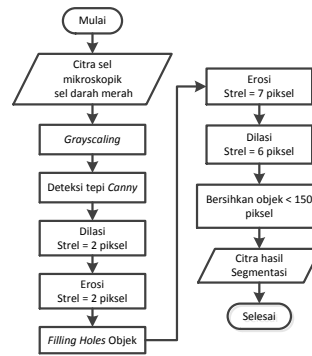 Mulai
Citra sel
mikroskopik
sel darah merah
Grayscaling
Deteksi tepi Canny
Dilasi
Strel = 2 piksel
Erosi
Strel = 2 piksel
Filling Holes Objek
Erosi
Strel = 7 piksel
Dilasi
Strel = 6 piksel
Bersihkan objek < 150
piksel
Citra hasil
Segmentasi
Selesai